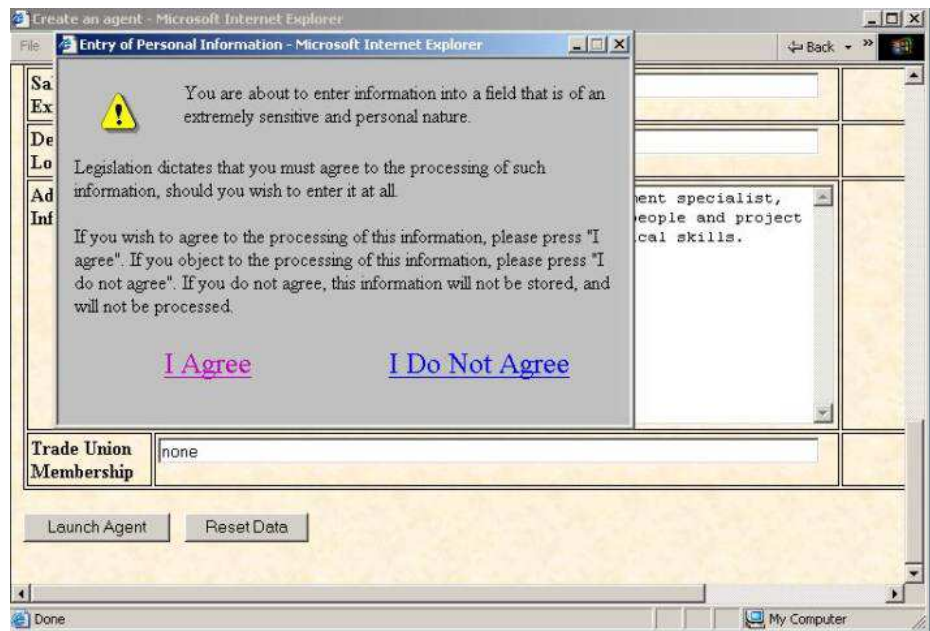 Create an agent - Microsoft Internet Explorer
File
Back
»
Entry of Personal Information - Microsoft Internet Explorer
You are about to enter information into a field that is of an
extremely sensitive and personal nature.
Legislation dictates that you must agree to the processing of such
information, should you wish to enter it at all.
If you wish to agree to the processing of this information, please press "I
agree". If you object to the processing of this information, please press "I
do not agree". If you do not agree, this information will not be stored, and
will not be processed.
I Agree I Do Not Agree
Sa
Ex
De
Lo
Ad
Inf
ent specialist,
eople and project
cal skills.
Trade Union
Membership
none
Launch Agent Reset Data
Done
My Computer